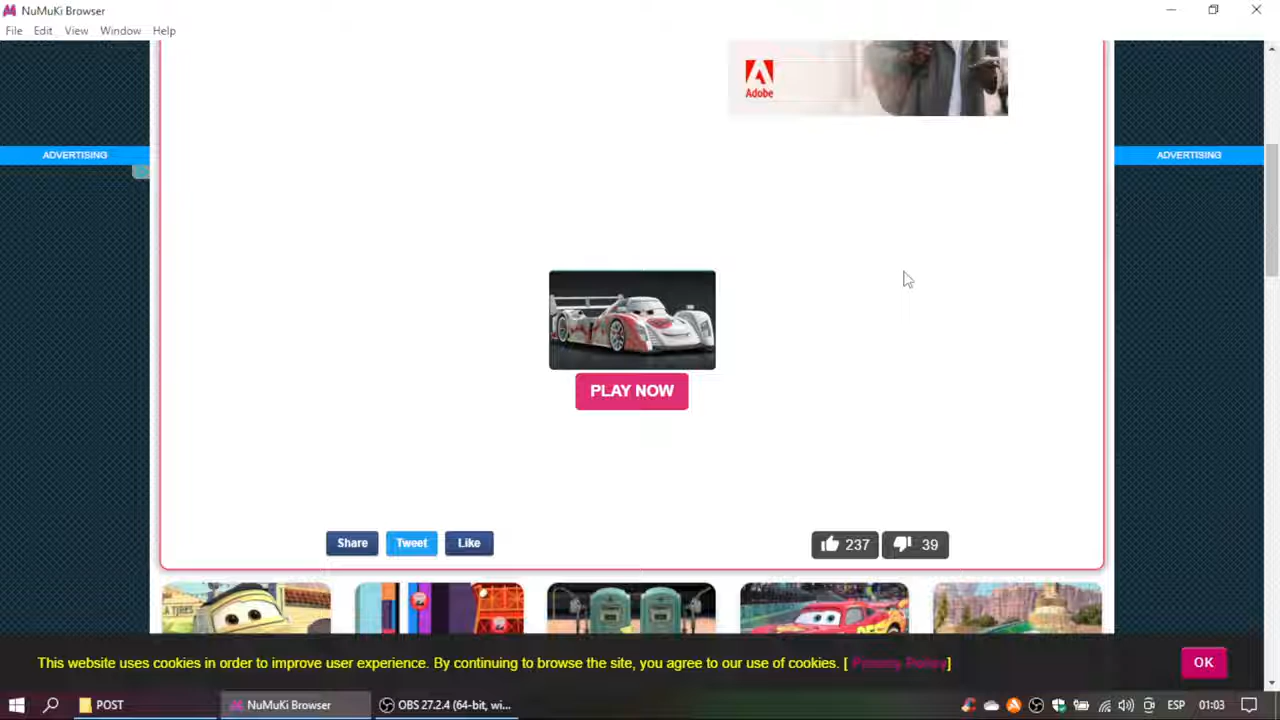 NuMuKi Browser
File Edit View Window Help
Adobe
ADVERTISING
ADVERTISING
PLAY NOW
Share Tweet Like
237 39
This website uses cookies in order to improve user experience. By continuing to browse the site, you agree to our use of cookies. [ Privacy Policy]
OK
POST
NuMuKi Browser
OBS 27.2.4 (64-bit, wi...
ESP
01:03